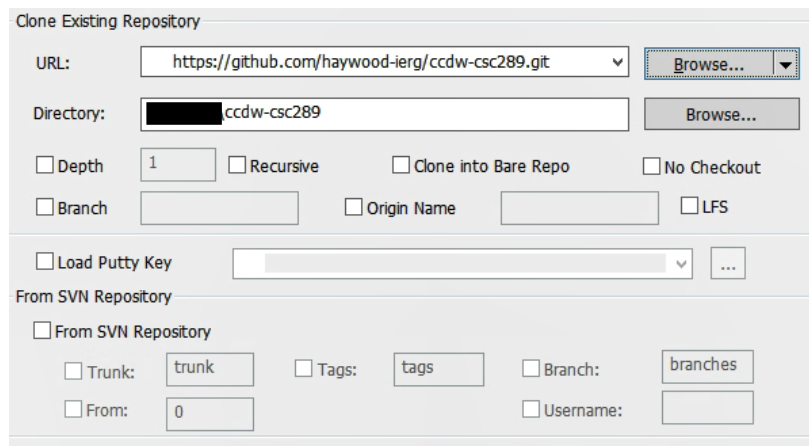 Clone Existing Repository
URL: https://github.com/haywood-ierg/ccdw-csc289.git Browse...
Directory: \ccdw-csc289 Browse...
Depth 1 Recursive Clone into Bare Repo No Checkout
Branch Origin Name LFS
Load Putty Key ...
From SVN Repository
From SVN Repository
Trunk: trunk Tags: tags Branch: branches
From: 0 Username: